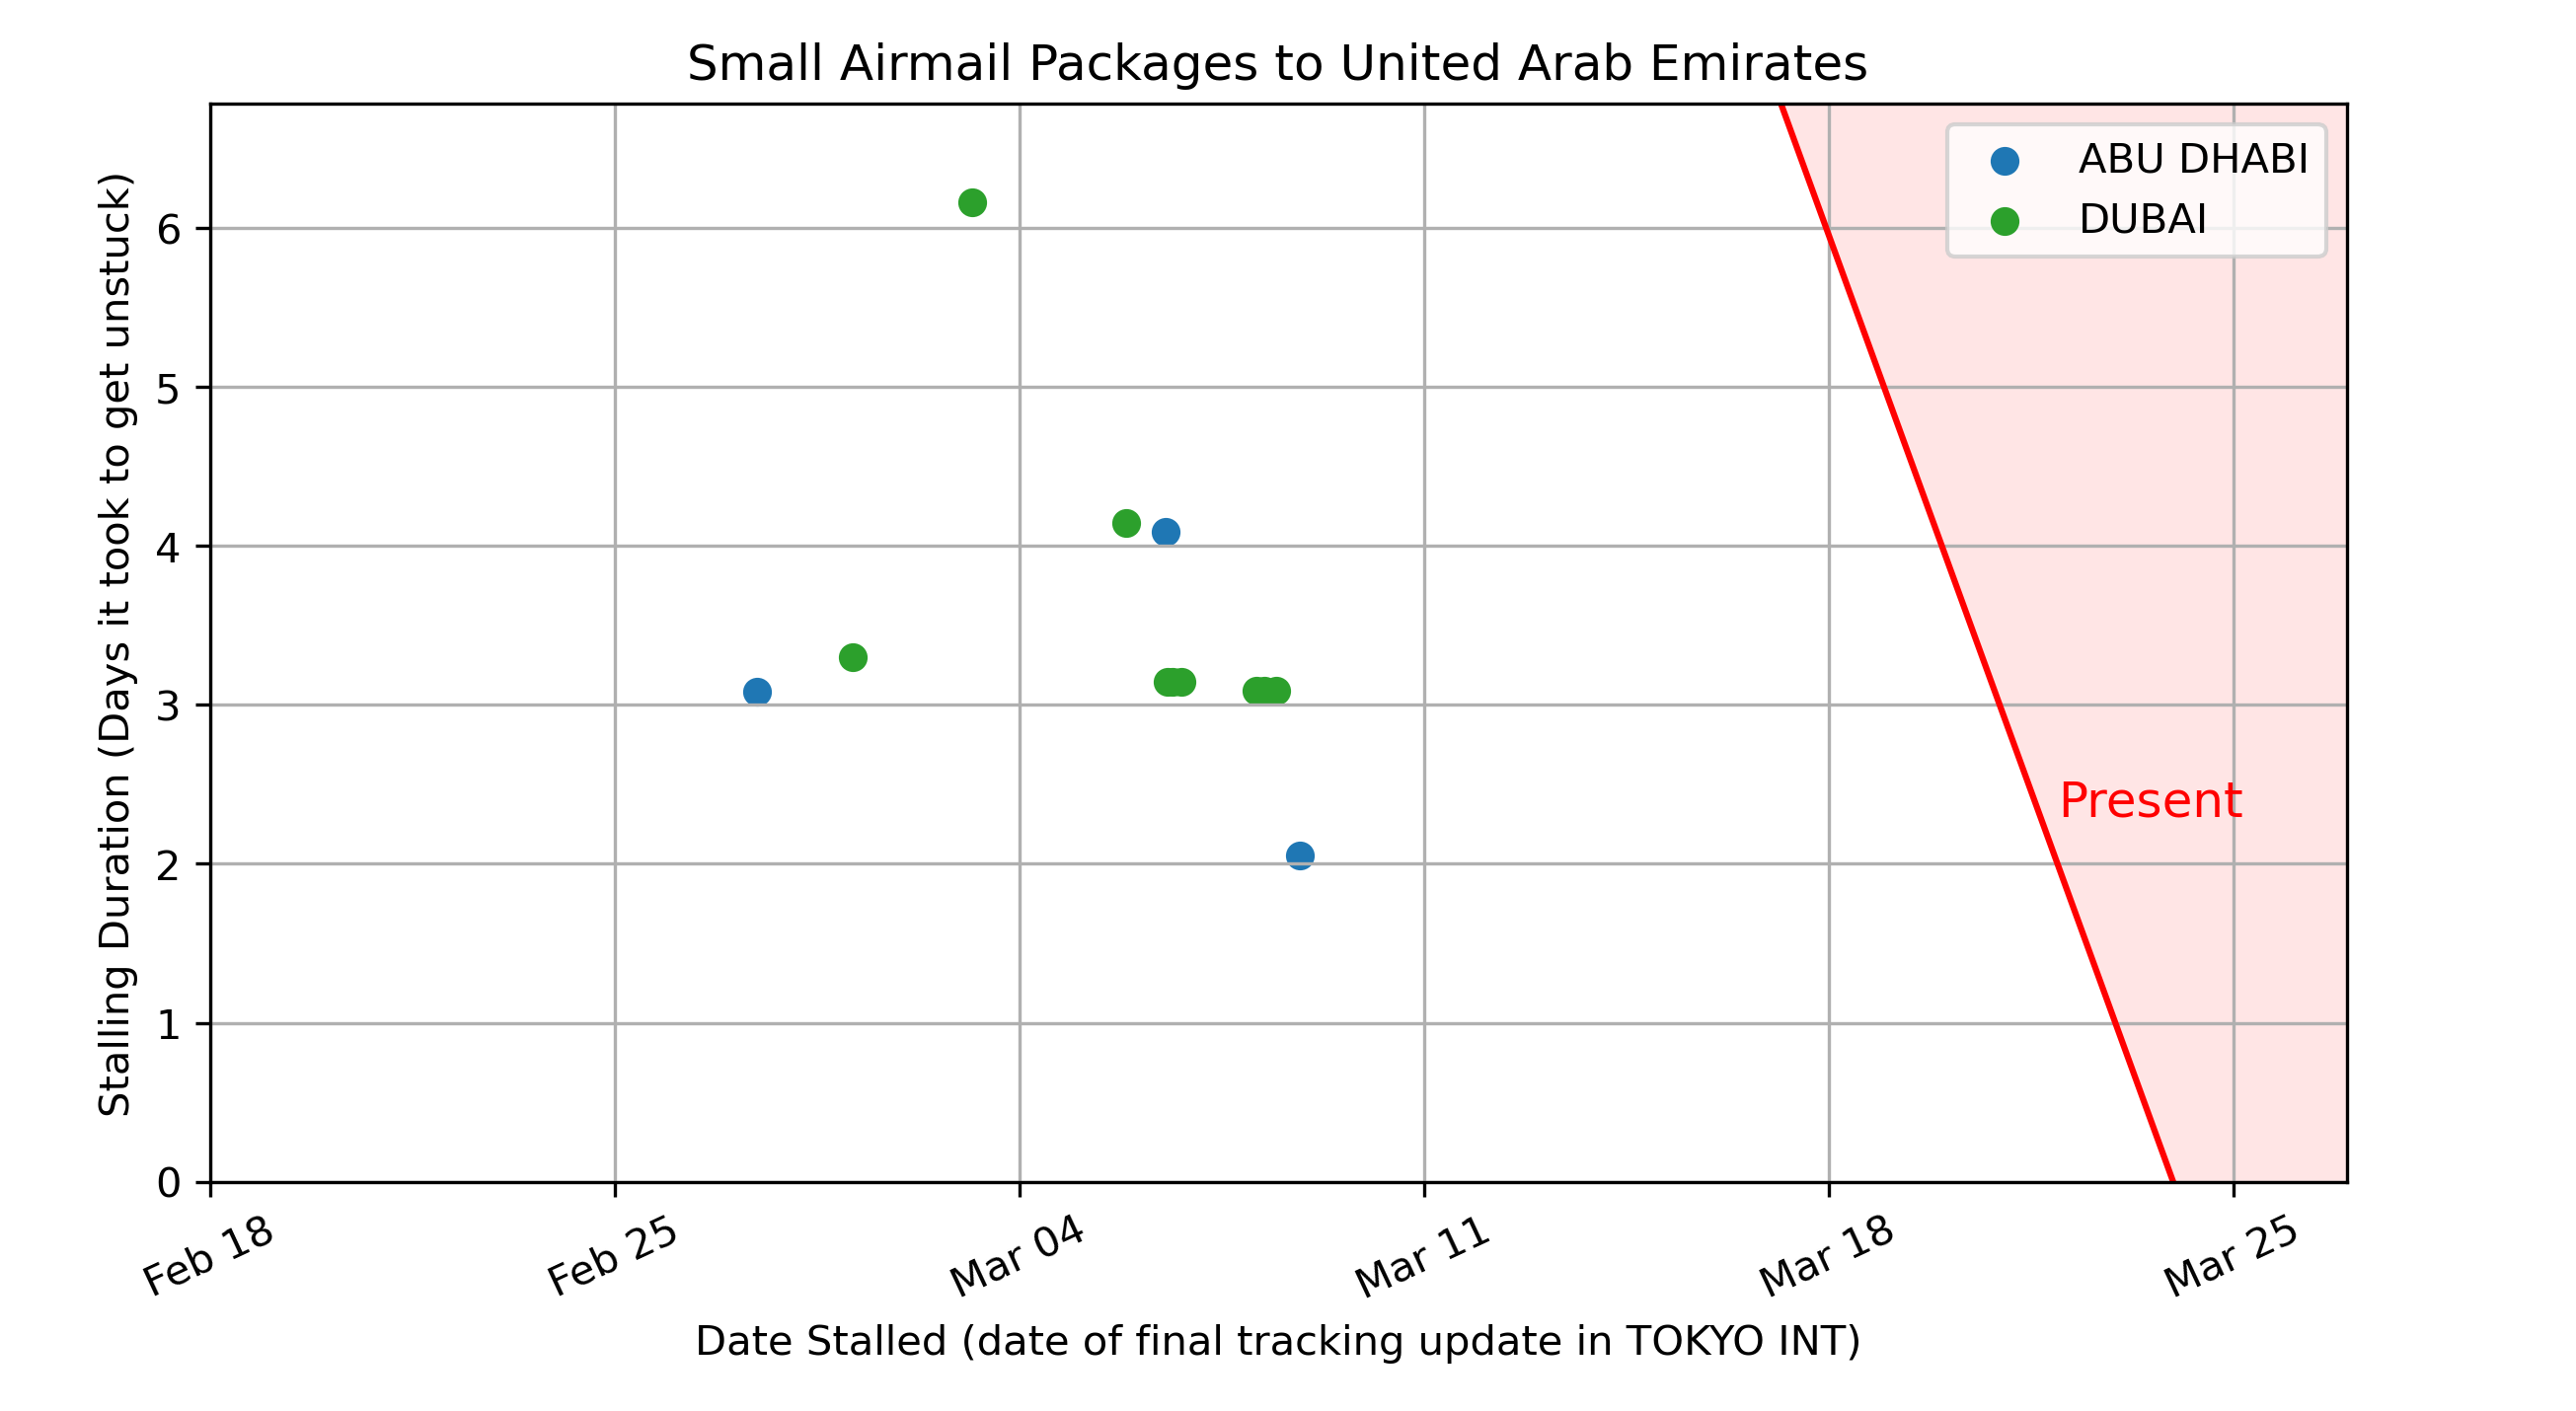 Small Airmail Packages to United Arab Emirates
ABU DHABI
DUBAI
Present
Stalling Duration (Days it took to get unstuck)
6
5
4
3
2
1
0
Feb 18
Feb 25
Mar 04
Mar 11
Mar 18
Mar 25
Date Stalled (date of final tracking update in TOKYO INT)